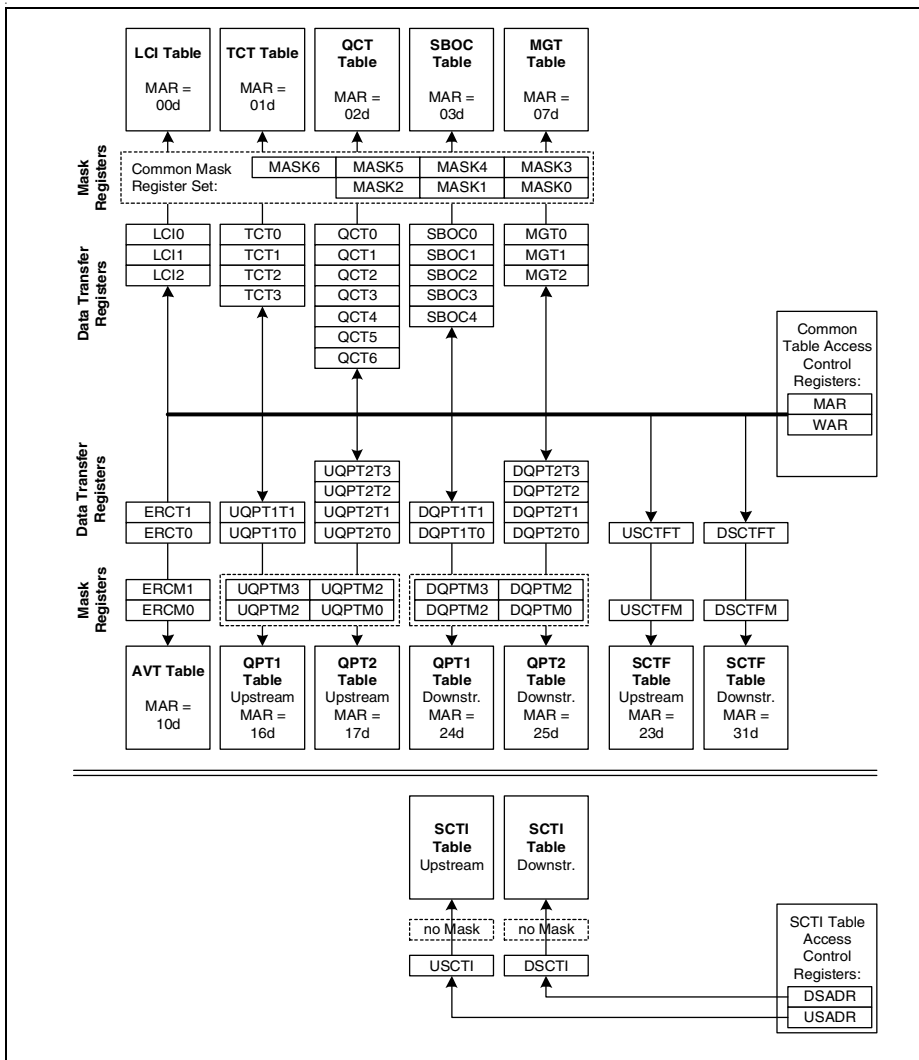 LCI Table
MAR =
00d
TCT Table
MAR =
01d
QCT
Table
MAR =
02d
SBOC
Table
MAR =
03d
MGT
Table
MAR =
07d
Mask
Registers
Common Mask
Register Set:
MASK6 MASK5 MASK4 MASK3
MASK2 MASK1 MASK0
Data Transfer
Registers
LCI0
LCI1
LCI2
TCT0
TCT1
TCT2
TCT3
QCT0
QCT1
QCT2
QCT3
QCT4
QCT5
QCT6
SBOC0
SBOC1
SBOC2
SBOC3
SBOC4
MGT0
MGT1
MGT2
Common
Table Access
Control
Registers:
MAR
WAR
Data Transfer
Registers
ERCT1
ERCT0
UQPT1T1
UQPT1T0
UQPT2T3
UQPT2T2
UQPT2T1
UQPT2T0
DQPT1T1
DQPT1T0
DQPT2T3
DQPT2T2
DQPT2T1
DQPT2T0
USCTFT
DSCTFT
Mask
Registers
ERCM1
ERCM0
UQPTM3 UQPTM2
UQPTM2 UQPTM0
DQPTM3 DQPTM2
DQPTM2 DQPTM0
USCTFM
DSCTFM
AVT Table
MAR =
10d
QPT1
Table
Upstream
MAR =
16d
QPT2
Table
Upstream
MAR =
17d
QPT1
Table
Downstr.
MAR =
24d
QPT2
Table
Downstr.
MAR =
25d
SCTF
Table
Upstream
MAR =
23d
SCTF
Table
Downstr.
MAR =
31d
SCTI
Table
Upstream
SCTI
Table
Downstr.
no Mask
no Mask
USCTI
DSCTI
SCTI Table
Access
Control
Registers:
DSADR
USADR